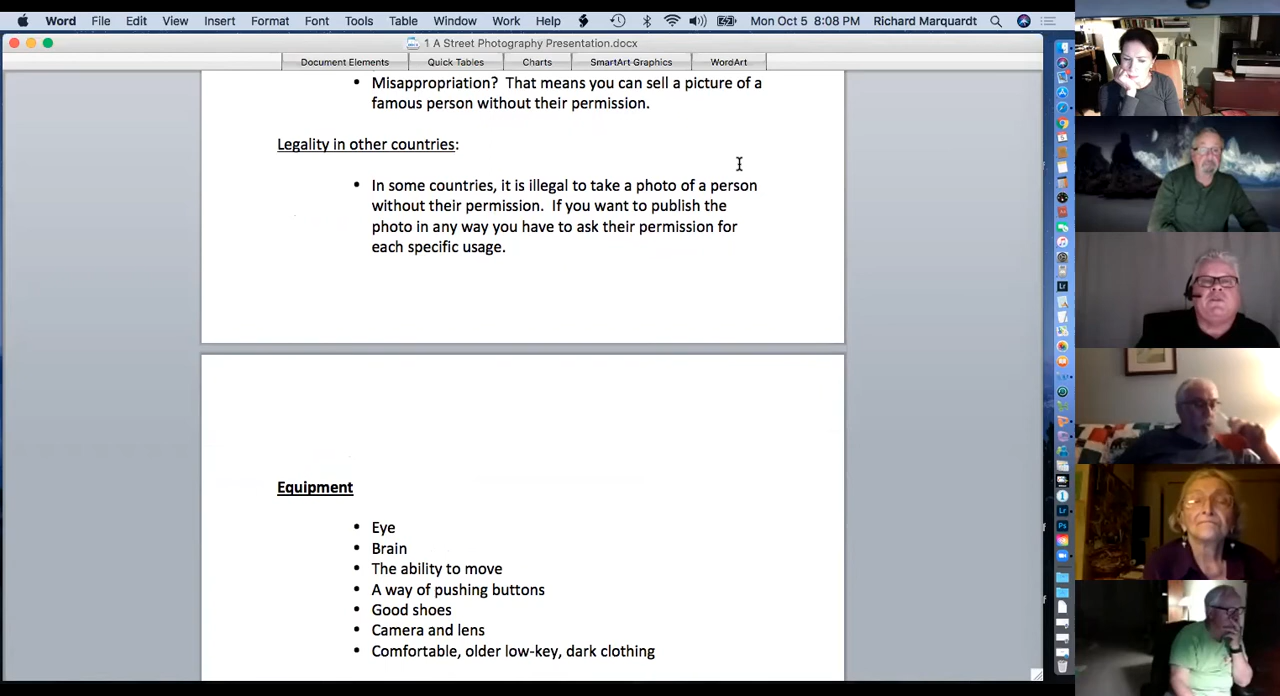 Word File Edit View Insert Format Font Tools Table Window Work Help Mon Oct 5 8:08 PM Richard Marquardt
1 A Street Photography Presentation.docx
Document Elements Quick Tables Charts SmartArt Graphics WordArt
• Misappropriation? That means you can sell a picture of a
famous person without their permission.
Legality in other countries:
• In some countries, it is illegal to take a photo of a person
without their permission. If you want to publish the
photo in any way you have to ask their permission for
each specific usage.
Equipment
• Eye
• Brain
• The ability to move
• A way of pushing buttons
• Good shoes
• Camera and lens
• Comfortable, older low-key, dark clothing
Lr
Lr
Ps